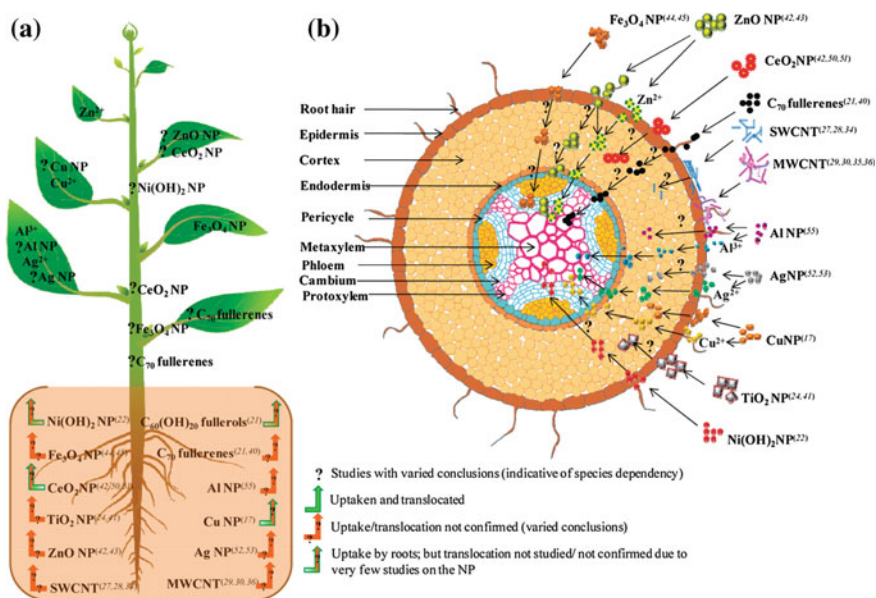 (a)
Zn²⁺
? ZnO NP
? CeO₂ NP
? Cu NP
Cu²⁺
? Ni(OH)₂ NP
Fe₃O₄ NP
Al³⁺
? Al NP
Ag²⁺
? Ag NP
? CeO₂ NP
? C₇₀ fullerenes
? Fe₃O₄ NP
? C₇₀ fullerenes
Ni(OH)₂ NP(22)
C₆₀(OH)₂₀ fullerols(21)
Fe₃O₄ NP(44,45)
C₇₀ fullerenes(21,40)
CeO₂NP(42,50,51)
Al NP(55)
TiO₂ NP(24,41)
Cu NP(17)
ZnO NP(42,43)
Ag NP(52,53)
SWCNT(27,28,34)
MWCNT(29,30,36)
(b)
Fe₃O₄ NP(44,45)
ZnO NP(42,43)
CeO₂NP(42,50,51)
Zn²⁺
C₇₀ fullerenes(21,40)
SWCNT(27,28,34)
MWCNT(29,30,35,36)
Root hair
Epidermis
Cortex
Endodermis
Pericycle
Metaxylem
Phloem
Cambium
Protoxylem
Al NP(55)
Al³⁺
AgNP(52,53)
Ag²⁺
CuNP(17)
Cu²⁺
TiO₂ NP(24,41)
Ni(OH)₂NP(22)
? Studies with varied conclusions (indicative of species dependency)
Uptaken and translocated
Uptake/translocation not confirmed (varied conclusions)
Uptake by roots; but translocation not studied/ not confirmed due to
very few studies on the NP